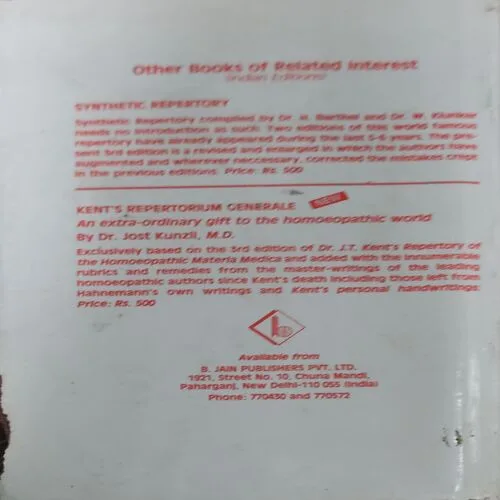 Other Books of Related Interest
(Indian Editions)
SYNTHETIC REPERTORY
Synthetic Repertory compiled by Dr. H. Barthel and Dr. W. Klunker
needs no introduction as such. Two editions of this world famous
repertory have already appeared during the last 5-6 years. The pre-
sent 3rd edition is a revised and enlarged in which the authors have
augmented and wherever neccessary, corrected the mistakes crept
in the previous editions. Price: Rs. 500
KENT'S REPERTORIUM GENERALE NEW
An extra-ordinary gift to the homoeopathic world
By Dr. Jost Kunzli, M.D.
Exclusively based on the 3rd edition of Dr. J.T. Kent's Repertory of
the Homoeopathic Materia Medica and added with the innumerable
rubrics and remedies from the master-writings of the leading
homoeopathic authors since Kent's death including those left from
Hahnemann's own writings and Kent's personal handwritings.
Price: Rs. 500
Available from
B. JAIN PUBLISHERS PVT. LTD.
1921, Street No. 10, Chuna Mandi,
Paharganj, New Delhi-110 055 (India)
Phone: 770430 and 770572